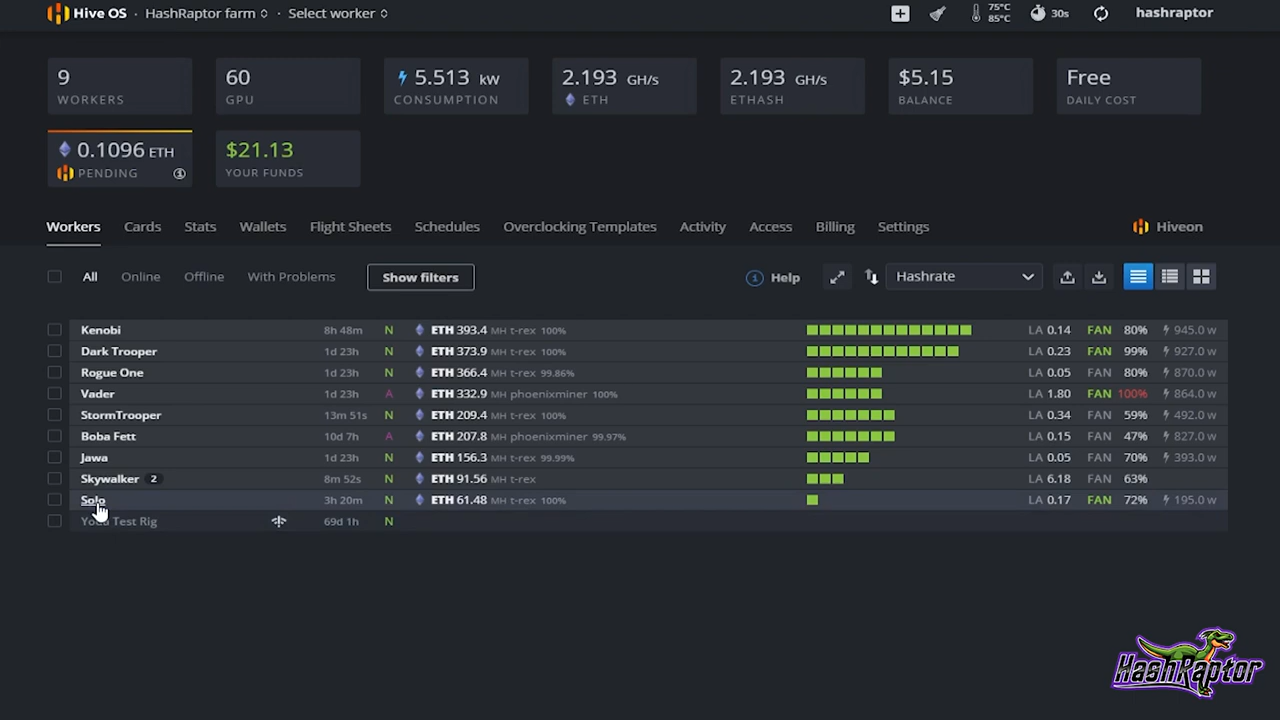 Hive OS HashRaptor farm Select worker 75°C 85°C 30s hashraptor
9 60 5.513 kW 2.193 GH/s 2.193 GH/s $5.15 Free
WORKERS GPU CONSUMPTION ETH ETHASH BALANCE DAILY COST
0.1096 ETH $21.13
PENDING YOUR FUNDS
Workers Cards Stats Wallets Flight Sheets Schedules Overclocking Templates Activity Access Billing Settings Hiveon
All Online Offline With Problems Show filters Help Hashrate
Kenobi 8h 48m N ETH 393.4 MH t-rex 100% LA 0.14 FAN 80% 945.0 w
Dark Trooper 1d 23h N ETH 373.9 MH t-rex 100% LA 0.23 FAN 99% 927.0 w
Rogue One 1d 23h N ETH 366.4 MH t-rex 99.86% LA 0.05 FAN 80% 870.0 w
Vader 1d 23h A ETH 332.9 MH phoenixminer 100% LA 1.80 FAN 100% 864.0 w
StormTrooper 13m 51s N ETH 209.4 MH t-rex 100% LA 0.34 FAN 59% 492.0 w
Boba Fett 10d 7h A ETH 207.8 MH phoenixminer 99.97% LA 0.15 FAN 47% 827.0 w
Jawa 1d 23h N ETH 156.3 MH t-rex 99.99% LA 0.05 FAN 70% 393.0 w
Skywalker 2 8m 52s N ETH 91.56 MH t-rex LA 6.18 FAN 63%
Solo 3h 20m N ETH 61.48 MH t-rex 100% LA 0.17 FAN 72% 195.0 w
Yoda Test Rig 69d 1h N
HashRaptor